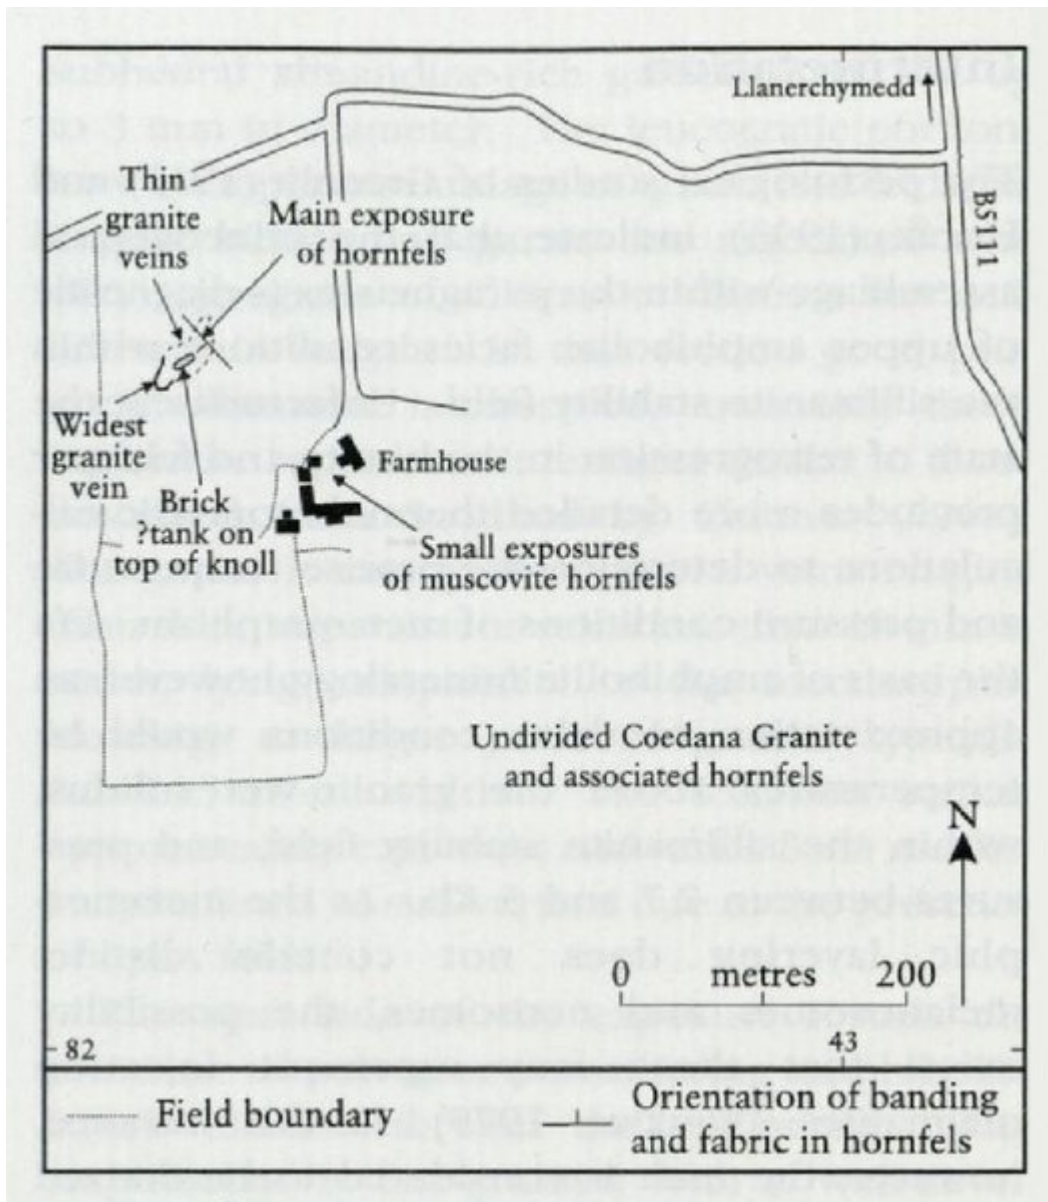 Llanerchymedd
B5111
Thin
granite
veins
Main exposure
of hornfels
Widest
granite
vein
Brick
?tank on
top of knoll
Farmhouse
Small exposures
of muscovite hornfels
Undivided Coedana Granite
and associated hornfels
N
0 metres 200
82
43
Field boundary
Orientation of banding
and fabric in hornfels